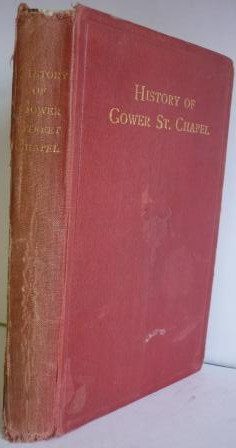 HISTORY
OF
GOWER
STREET
CHAPEL
HISTORY OF
GOWER ST. CHAPEL